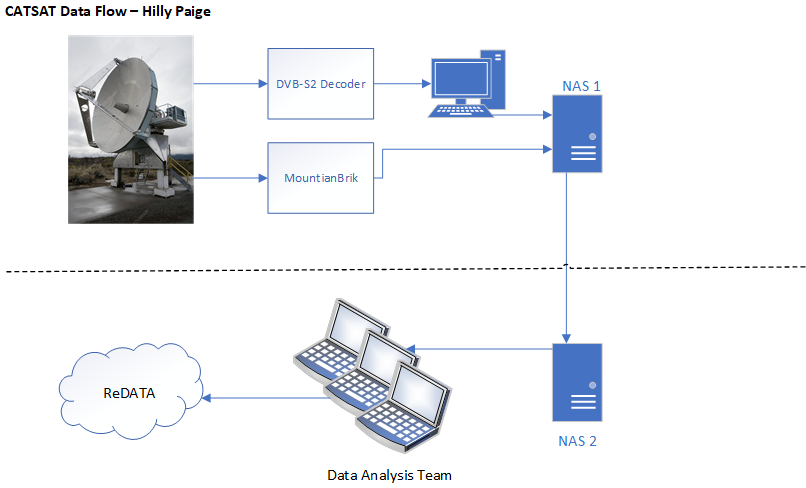 CATSAT Data Flow – Hilly Paige
DVB-S2 Decoder
NAS 1
MountianBrik
ReDATA
NAS 2
Data Analysis Team